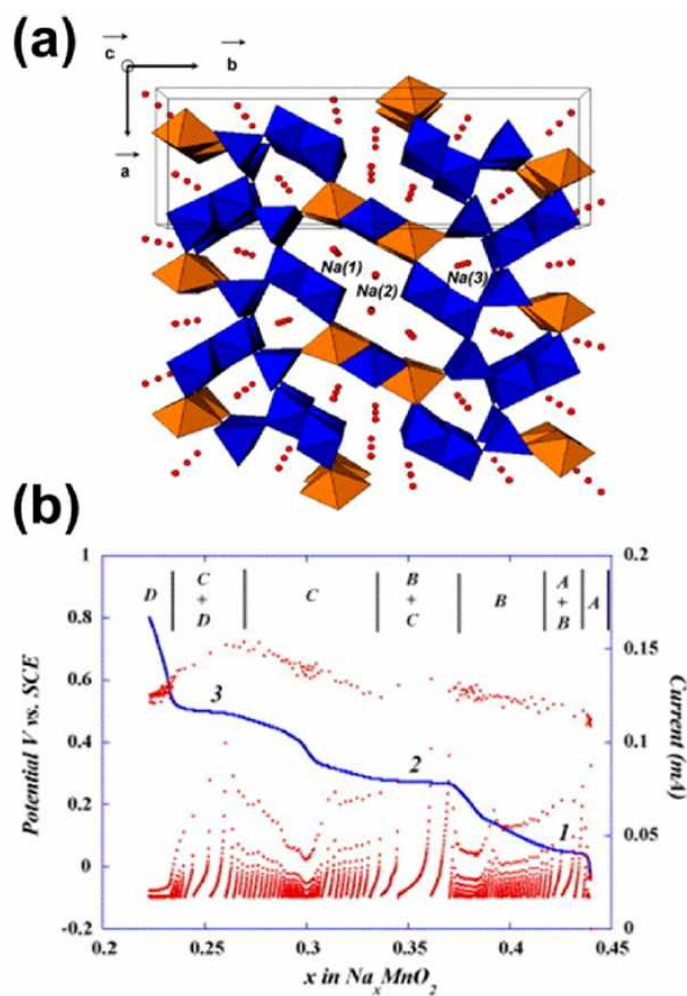 (a)
c
b
a
Na(1)
Na(2)
Na(3)
(b)
1
0.8
0.6
0.4
0.2
0
-0.2
Potential V vs. SCE
0.2
0.15
0.1
0.05
0
Current (mA)
D
C + D
C
B + C
B
A + B
A
3
2
1
0.2 0.25 0.3 0.35 0.4 0.45
x in NaxMnO2